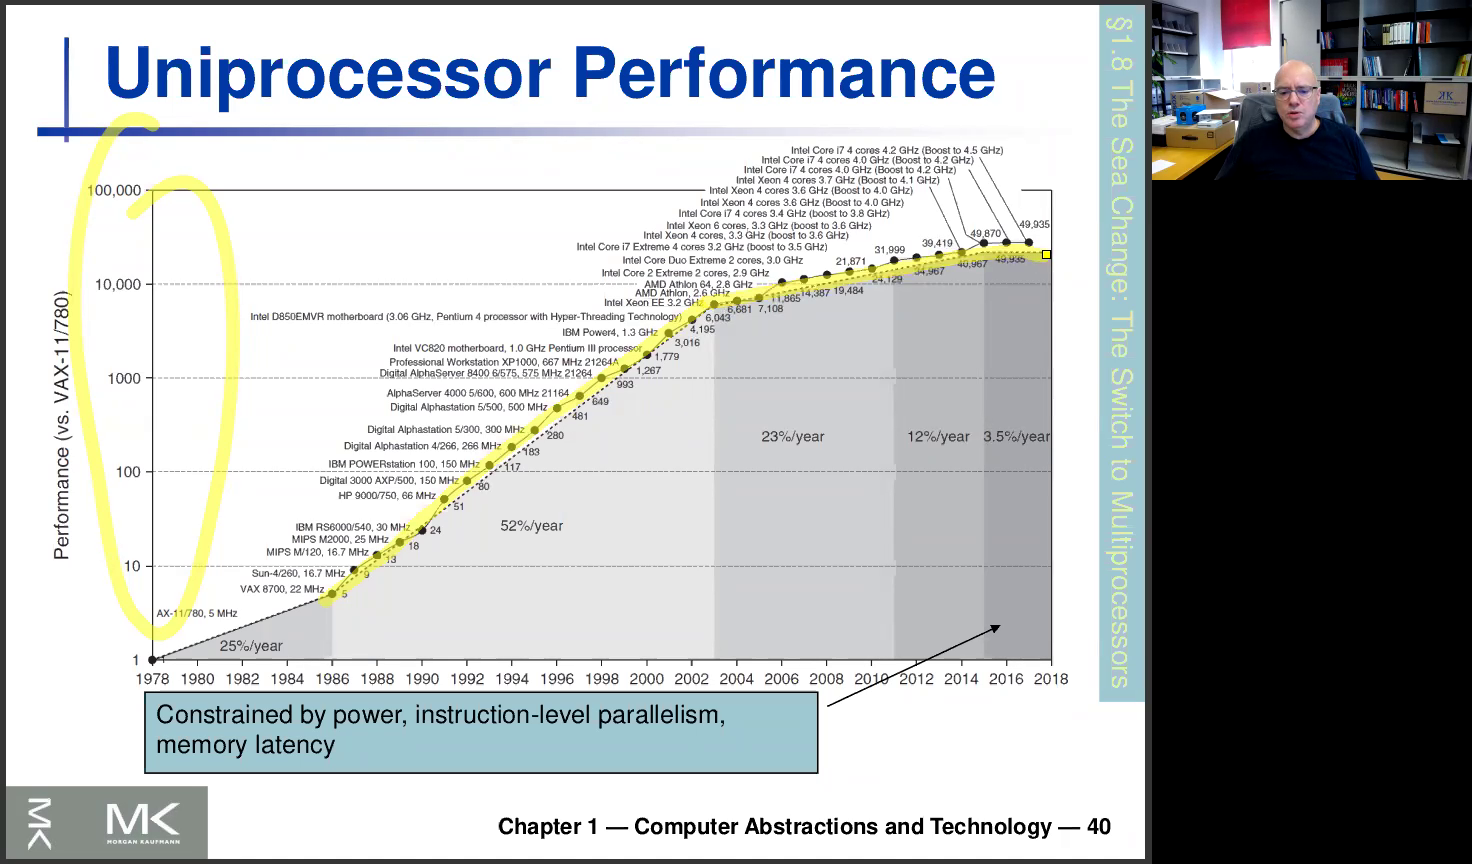 Uniprocessor Performance
§1.8 The Sea Change: The Switch to Multiprocessors
Performance (vs. VAX-11/780)
100,000
10,000
1000
100
10
1
Intel Core i7 4 cores 4.2 GHz (Boost to 4.5 GHz)
Intel Core i7 4 cores 4.0 GHz (Boost to 4.2 GHz)
Intel Core i7 4 cores 4.0 GHz (Boost to 4.2 GHz)
Intel Xeon 4 cores 3.7 GHz (Boost to 4.1 GHz)
Intel Xeon 4 cores 3.6 GHz (Boost to 4.0 GHz)
Intel Xeon 4 cores 3.6 GHz (Boost to 4.0 GHz)
Intel Core i7 4 cores 3.4 GHz (boost to 3.8 GHz)
Intel Xeon 6 cores, 3.3 GHz (boost to 3.6 GHz)
Intel Xeon 4 cores, 3.3 GHz (boost to 3.6 GHz)
Intel Core i7 Extreme 4 cores 3.2 GHz (boost to 3.5 GHz)
Intel Core Duo Extreme 2 cores, 3.0 GHz
Intel Core 2 Extreme 2 cores, 2.9 GHz
AMD Athlon 64, 2.8 GHz
AMD Athlon, 2.6 GHz
Intel Xeon EE 3.2 GHz
Intel D850EMVR motherboard (3.06 GHz, Pentium 4 processor with Hyper-Threading Technology)
IBM Power4, 1.3 GHz
Intel VC820 motherboard, 1.0 GHz Pentium III processor
Professional Workstation XP1000, 667 MHz 21264A
Digital AlphaServer 8400 6/575, 575 MHz 21264
AlphaServer 4000 5/600, 600 MHz 21164
Digital Alphastation 5/500, 500 MHz
Digital Alphastation 5/300, 300 MHz
Digital Alphastation 4/266, 266 MHz
IBM POWERstation 100, 150 MHz
Digital 3000 AXP/500, 150 MHz
HP 9000/750, 66 MHz
IBM RS6000/540, 30 MHz
MIPS M2000, 25 MHz
MIPS M/120, 16.7 MHz
Sun-4/260, 16.7 MHz
VAX 8700, 22 MHz
AX-11/780, 5 MHz
5
9
13
18
24
51
80
117
183
280
481
649
993
1,267
1,779
3,016
4,195
6,043
6,681
7,108
11,865
14,387
19,484
21,871
24,129
31,999
34,967
39,419
40,967
49,870
49,935
49,935
25%/year
52%/year
23%/year
12%/year
3.5%/year
1978 1980 1982 1984 1986 1988 1990 1992 1994 1996 1998 2000 2002 2004 2006 2008 2010 2012 2014 2016 2018
Constrained by power, instruction-level parallelism,
memory latency
MK
MK
MORGAN KAUFMANN
Chapter 1 — Computer Abstractions and Technology — 40